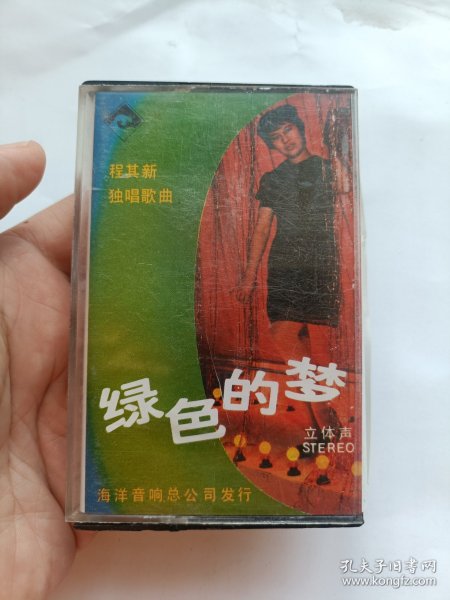 程其新
独唱歌曲
绿色的梦
立体声
STEREO
海洋音响总公司发行
孔夫子旧书网
www.kongfz.com